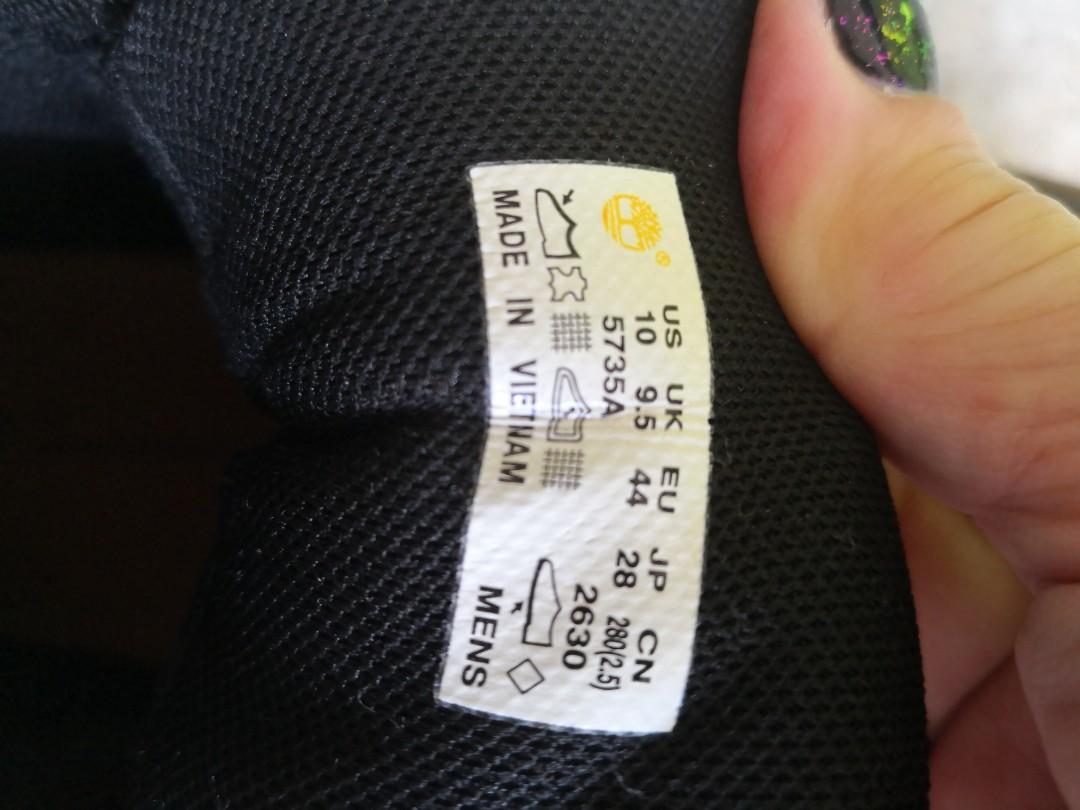 ®
US UK EU JP CN
10 9.5 44 28 280(2.5)
5735A 2630
MADE IN VIETNAM MENS